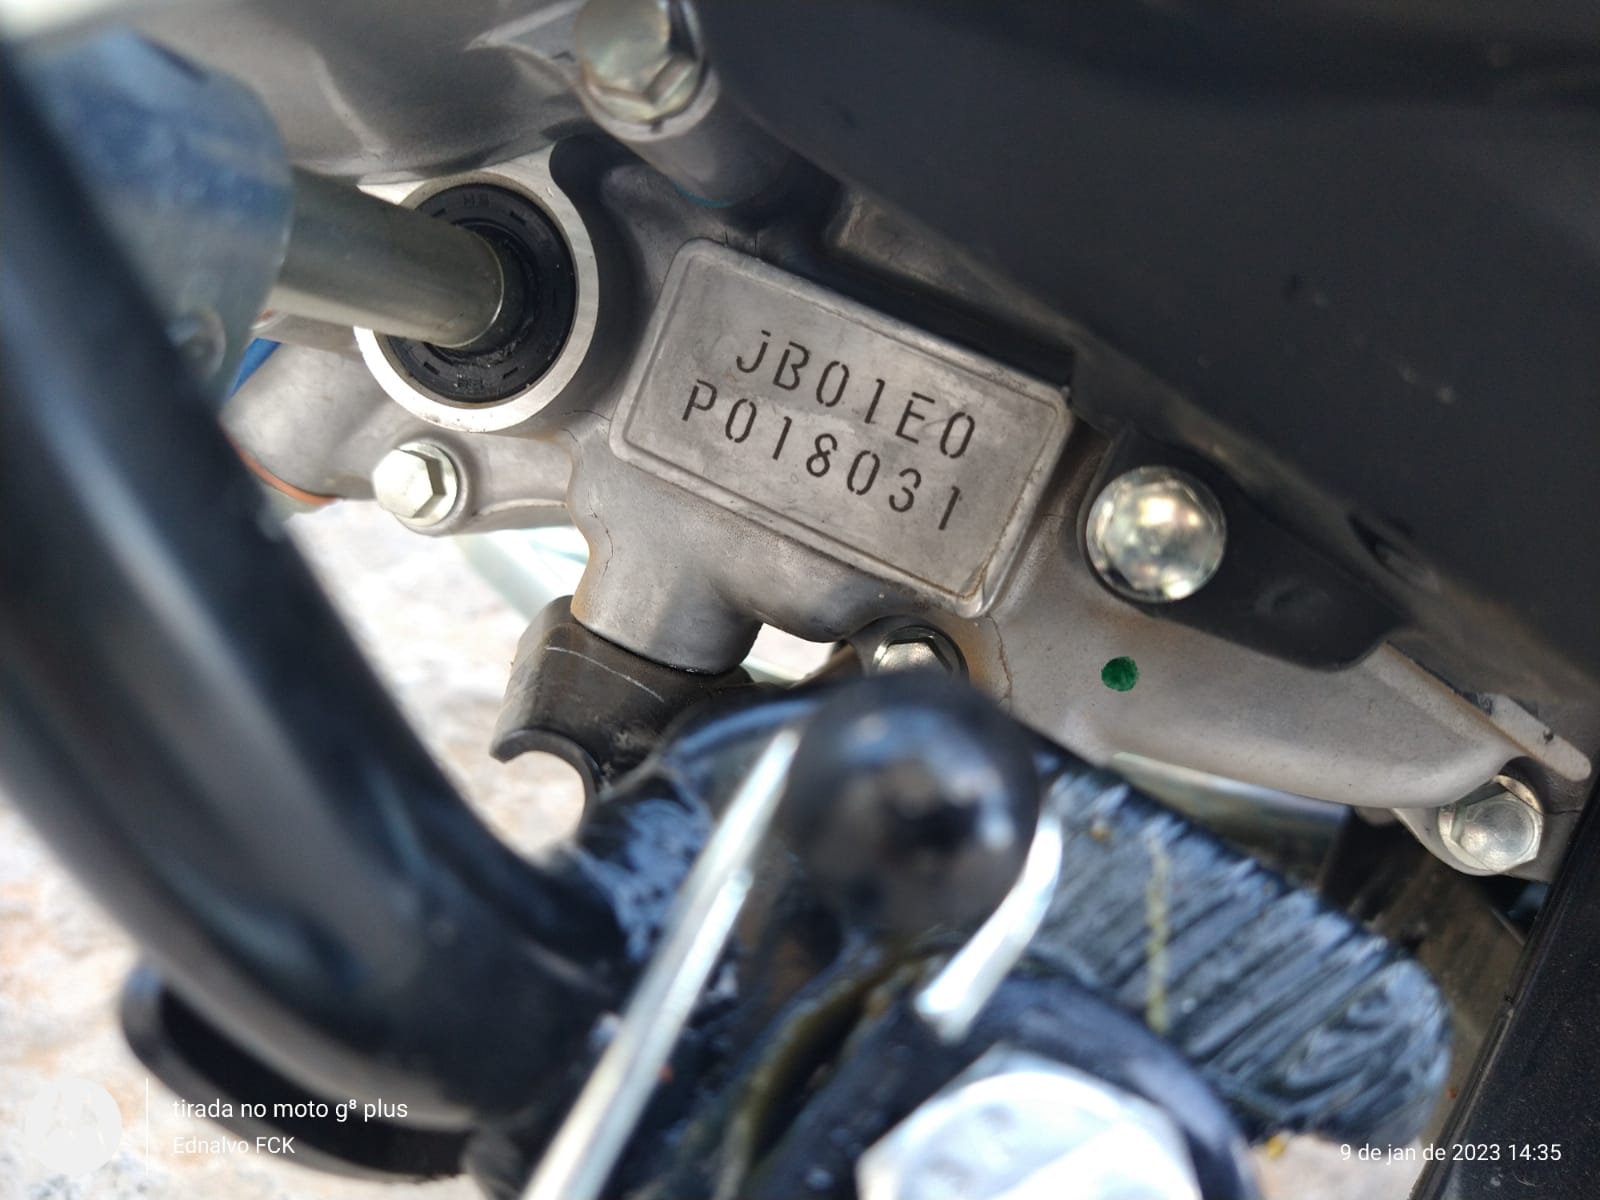 JB01E0
P018031
tirada no moto g⁸ plus
Ednalvo FCK
9 de jan de 2023 14:35